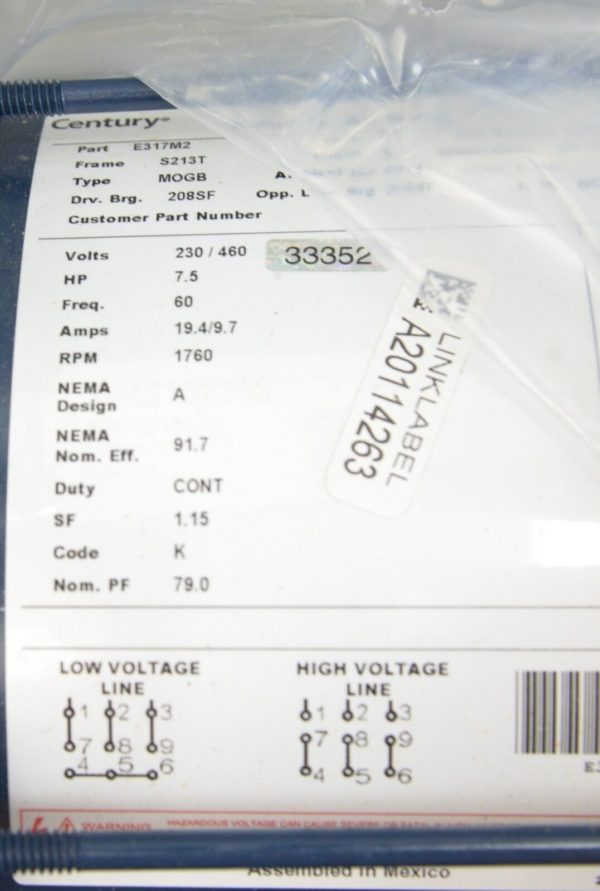 Century®
Part E317M2
Frame S213T
Type MOGB A.
Drv. Brg. 208SF Opp. L
Customer Part Number
Volts 230 / 460
33352
HP 7.5
Freq. 60
Amps 19.4/9.7
RPM 1760
NEMA Design A
NEMA Nom. Eff. 91.7
Duty CONT
SF 1.15
Code K
Nom. PF 79.0
LINKLABEL
A20114263
LOW VOLTAGE HIGH VOLTAGE
LINE LINE
1 2 3 1 2 3
7 8 9 7 8 9
4 5 6 4 5 6
WARNING HAZARDOUS VOLTAGE CAN CAUSE SEVERE OR FATAL
Assembled in Mexico